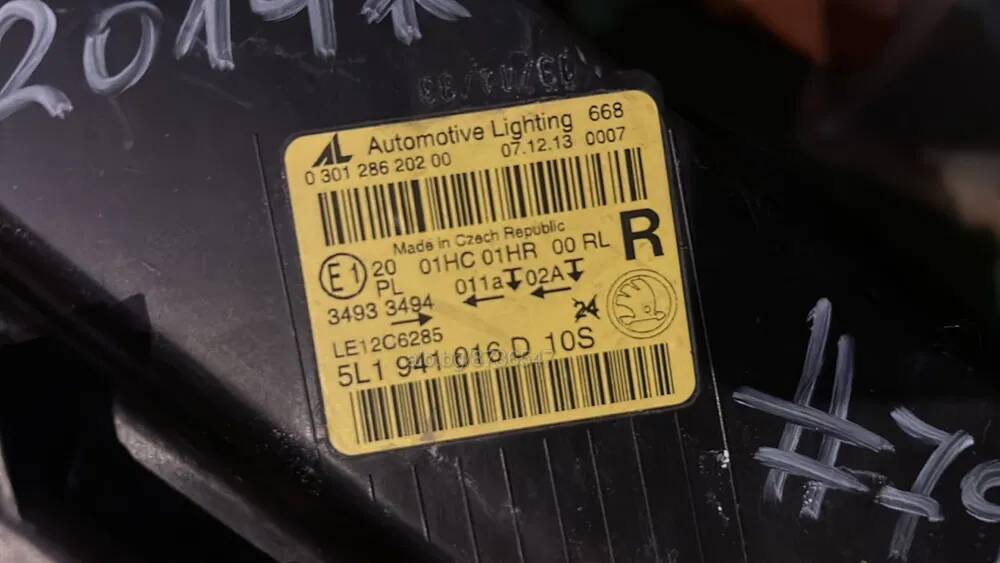 2014
AL Automotive Lighting 668
0 301 286 202 00 07.12.13 0007
Made in Czech Republic
R
E1 20 01HC 01HR 00 RL
PL 011a 02A
3493 3494
24
LE12C6285
5L1 941 016 D 10S